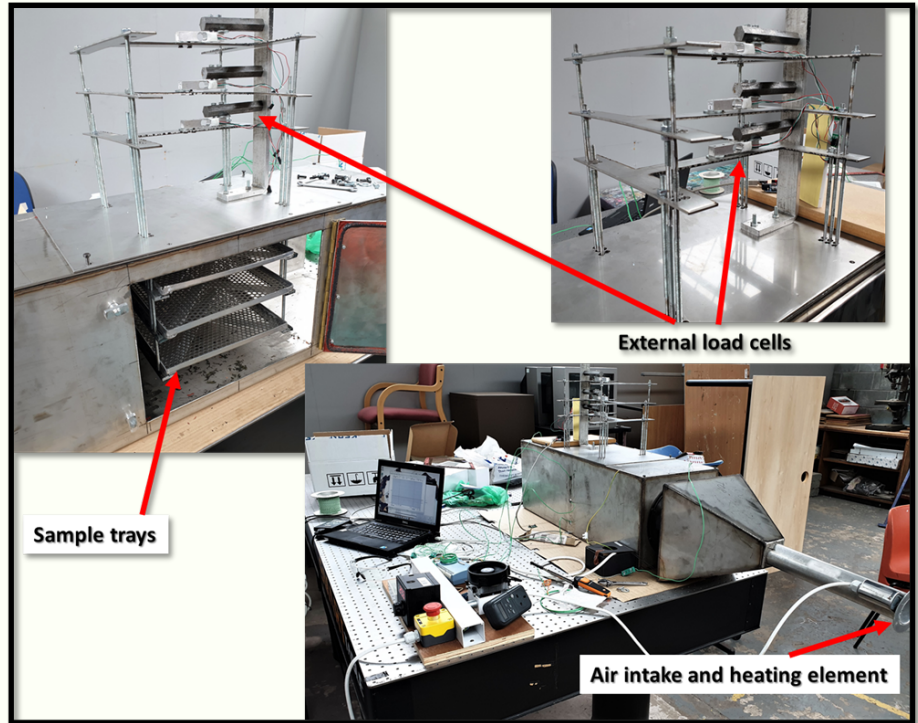 External load cells
Sample trays
Air intake and heating element